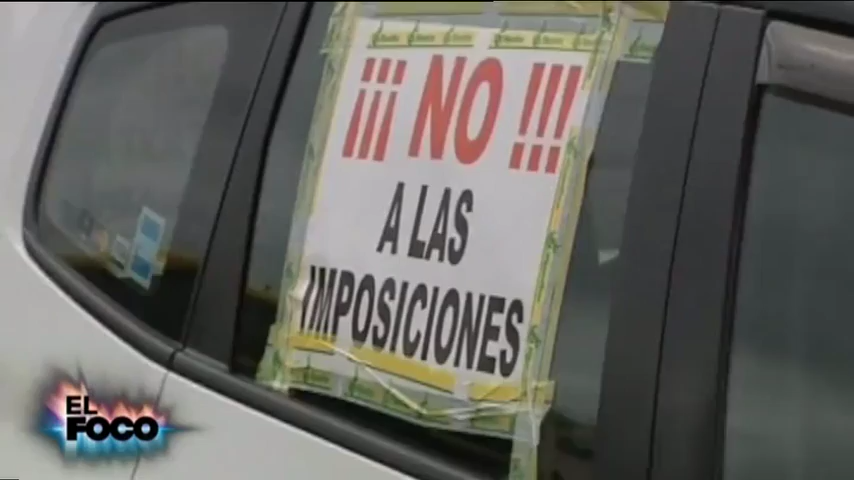 ¡¡¡ NO !!!
A LAS
IMPOSICIONES
EL
FOCO